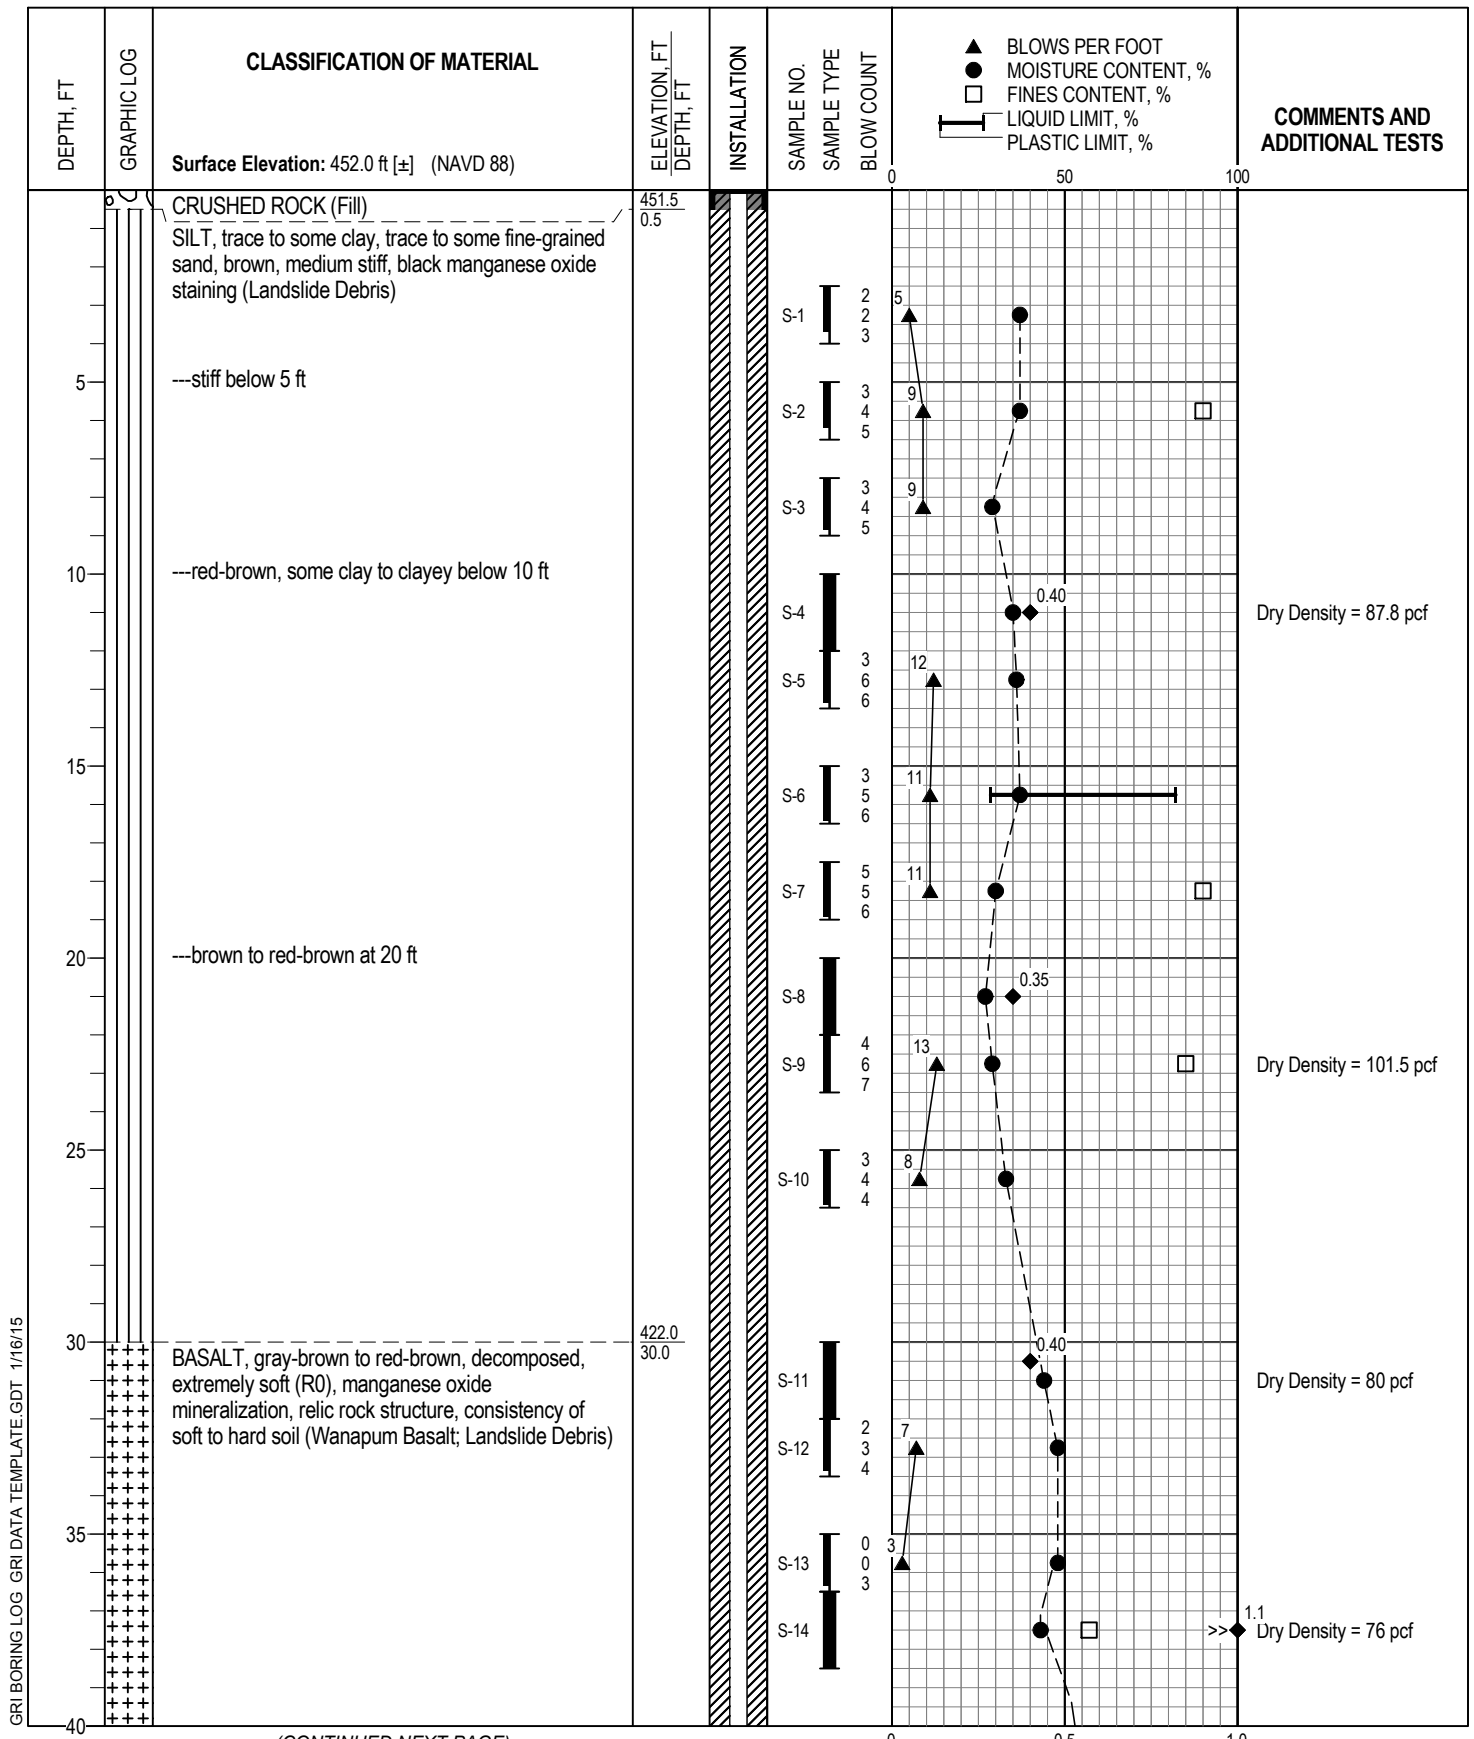 DEPTH, FT
GRAPHIC LOG
CLASSIFICATION OF MATERIAL
Surface Elevation: 452.0 ft [±] (NAVD 88)
ELEVATION, FT
DEPTH, FT
INSTALLATION
SAMPLE NO.
SAMPLE TYPE
BLOW COUNT
BLOWS PER FOOT
MOISTURE CONTENT, %
FINES CONTENT, %
LIQUID LIMIT, %
PLASTIC LIMIT, %
COMMENTS AND
ADDITIONAL TESTS
0 50 100
CRUSHED ROCK (Fill)
451.5
0.5
SILT, trace to some clay, trace to some fine-grained
sand, brown, medium stiff, black manganese oxide
staining (Landslide Debris)
S-1
2
2
3
5
5
---stiff below 5 ft
S-2
3
4
5
9
S-3
3
4
5
9
10
---red-brown, some clay to clayey below 10 ft
S-4
0.40
Dry Density = 87.8 pcf
S-5
3
6
6
12
15
S-6
3
5
6
11
S-7
5
5
6
11
20
---brown to red-brown at 20 ft
S-8
0.35
S-9
4
6
7
13
Dry Density = 101.5 pcf
25
S-10
3
4
4
8
30
422.0
30.0
BASALT, gray-brown to red-brown, decomposed,
extremely soft (R0), manganese oxide
mineralization, relic rock structure, consistency of
soft to hard soil (Wanapum Basalt; Landslide Debris)
S-11
0.40
Dry Density = 80 pcf
S-12
2
3
4
7
35
S-13
0
0
3
3
S-14
>>
1.1
Dry Density = 76 pcf
40
(CONTINUED NEXT PAGE)
0 0.5 1.0
GRI BORING LOG GRI DATA TEMPLATE.GDT 1/16/15